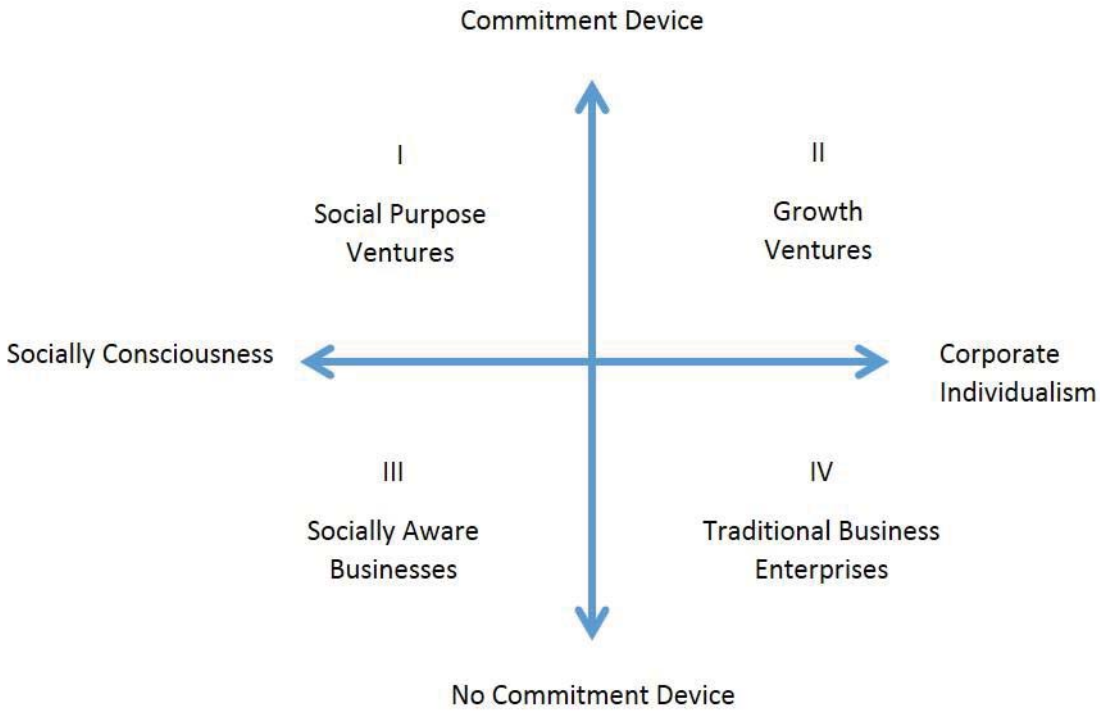 Commitment Device
I
II
Social Purpose
Ventures
Growth
Ventures
Socially Consciousness
Corporate
Individualism
III
IV
Socially Aware
Businesses
Traditional Business
Enterprises
No Commitment Device